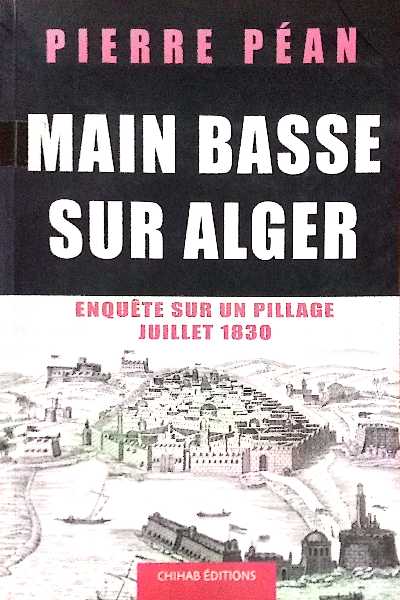 PIERRE PÉAN
MAIN BASSE
SUR ALGER
ENQUÊTE SUR UN PILLAGE
JUILLET 1830
CHIHAB ÉDITIONS